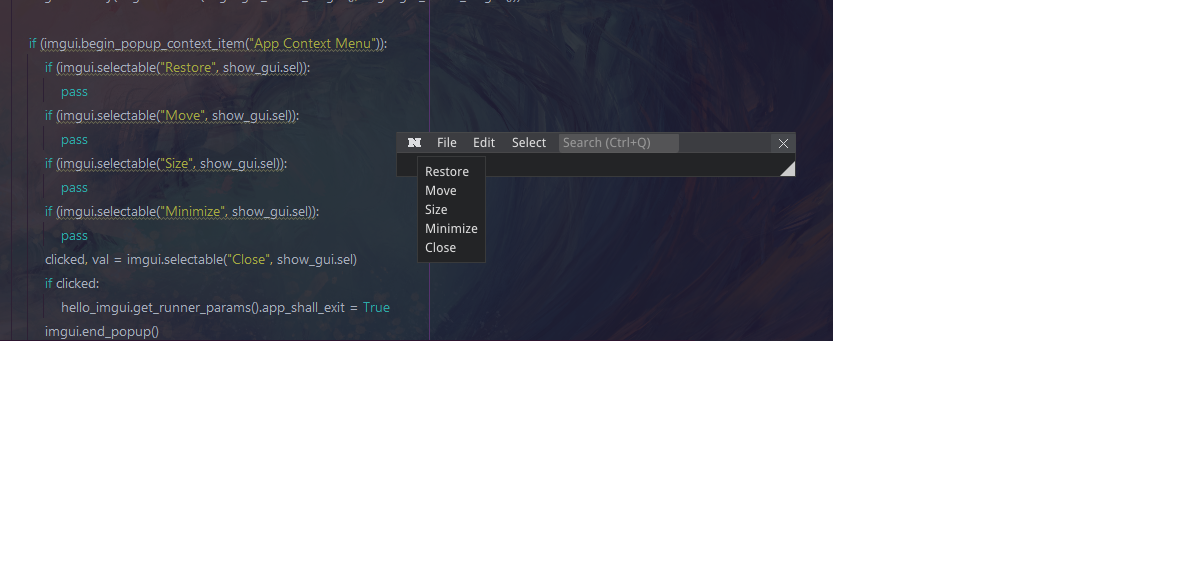 if (imgui.begin_popup_context_item("App Context Menu")):
if (imgui.selectable("Restore", show_gui.sel)):
pass
if (imgui.selectable("Move", show_gui.sel)):
pass
if (imgui.selectable("Size", show_gui.sel)):
pass
if (imgui.selectable("Minimize", show_gui.sel)):
pass
clicked, val = imgui.selectable("Close", show_gui.sel)
if clicked:
hello_imgui.get_runner_params().app_shall_exit = True
imgui.end_popup()
N File Edit Select Search (Ctrl+Q)
Restore
Move
Size
Minimize
Close